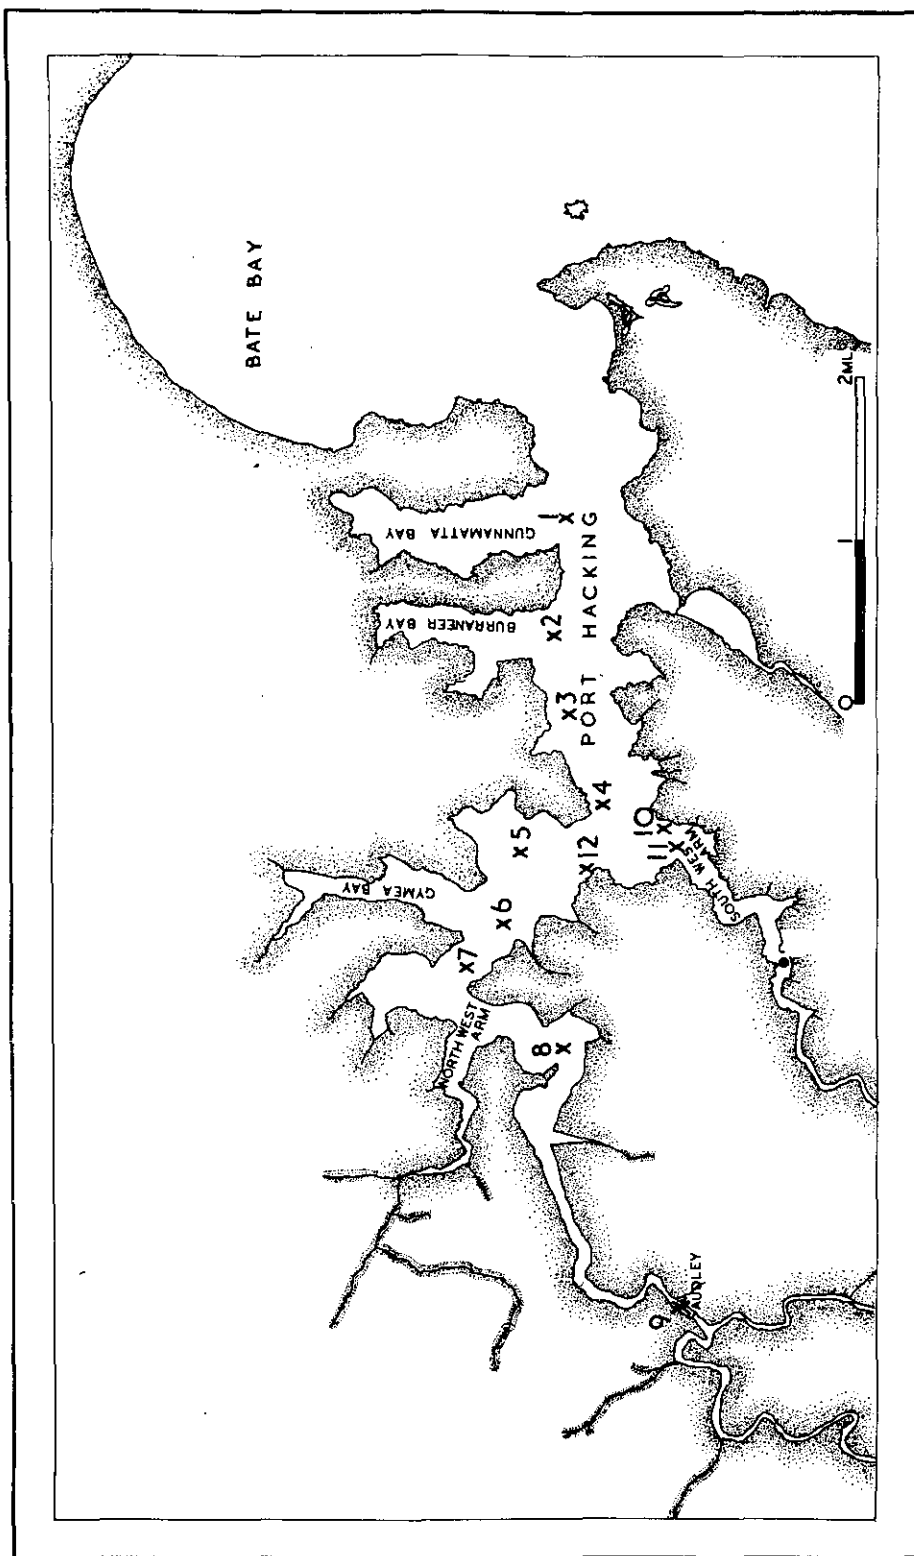 BATE BAY
GUNNAMATTA BAY
BURRANEER BAY
PORT HACKING
GYMEA BAY
NORTH WEST
ARM
SOUTH WEST
ARM
AUDLEY
1
x
x2
x3
x4
x5
x6
x7
8
x
9
10
x
11
x
x12
0 1 2ML.